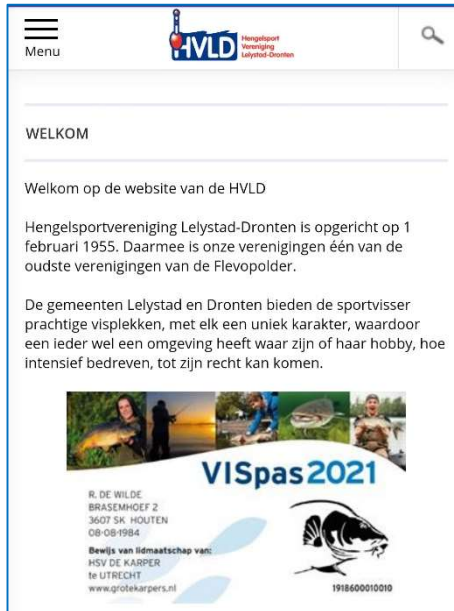 Menu
HVLD
Hengelsport
Vereniging
Lelystad-Dronten
WELKOM
Welkom op de website van de HVLD
Hengelsportvereniging Lelystad-Dronten is opgericht op 1
februari 1955. Daarmee is onze verenigingen één van de
oudste verenigingen van de Flevopolder.
De gemeenten Lelystad en Dronten bieden de sportvisser
prachtige visplekken, met elk een uniek karakter, waardoor
een ieder wel een omgeving heeft waar zijn of haar hobby, hoe
intensief bedreven, tot zijn recht kan komen.
VISpas2021
R. DE WILDE
BRASEMHOEF 2
3607 SK HOUTEN
08-08-1984
Bewijs van lidmaatschap van:
HSV DE KARPER
te UTRECHT
www.grotekarpers.nl
1918600010010